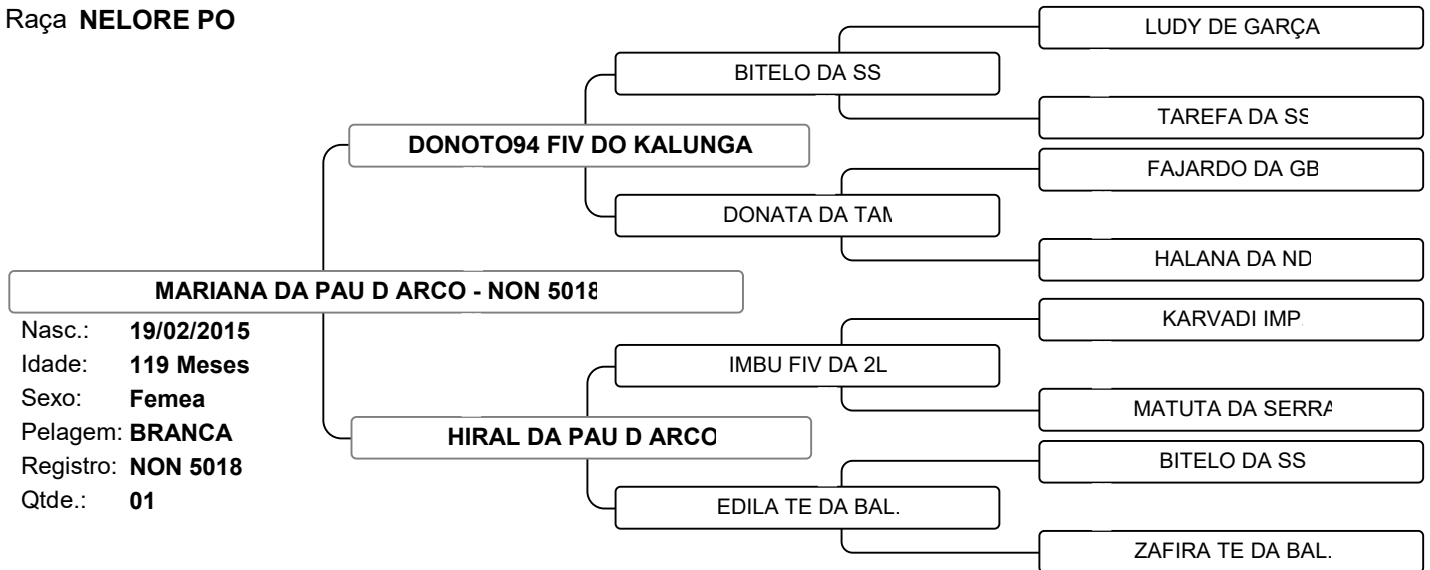 Raça NELORE PO
LUDY DE GARÇA
BITELO DA SS
TAREFA DA SS
DONOTO94 FIV DO KALUNGA
FAJARDO DA GB
DONATA DA TAM
HALANA DA ND
MARIANA DA PAU D ARCO - NON 5018
KARVADI IMP.
Nasc.: 19/02/2015
Idade: 119 Meses
IMBU FIV DA 2L
Sexo: Femea
MATUTA DA SERRA
Pelagem: BRANCA
HIRAL DA PAU D ARCO
BITELO DA SS
Registro: NON 5018
Qtde.: 01
EDILA TE DA BAL.
ZAFIRA TE DA BAL.